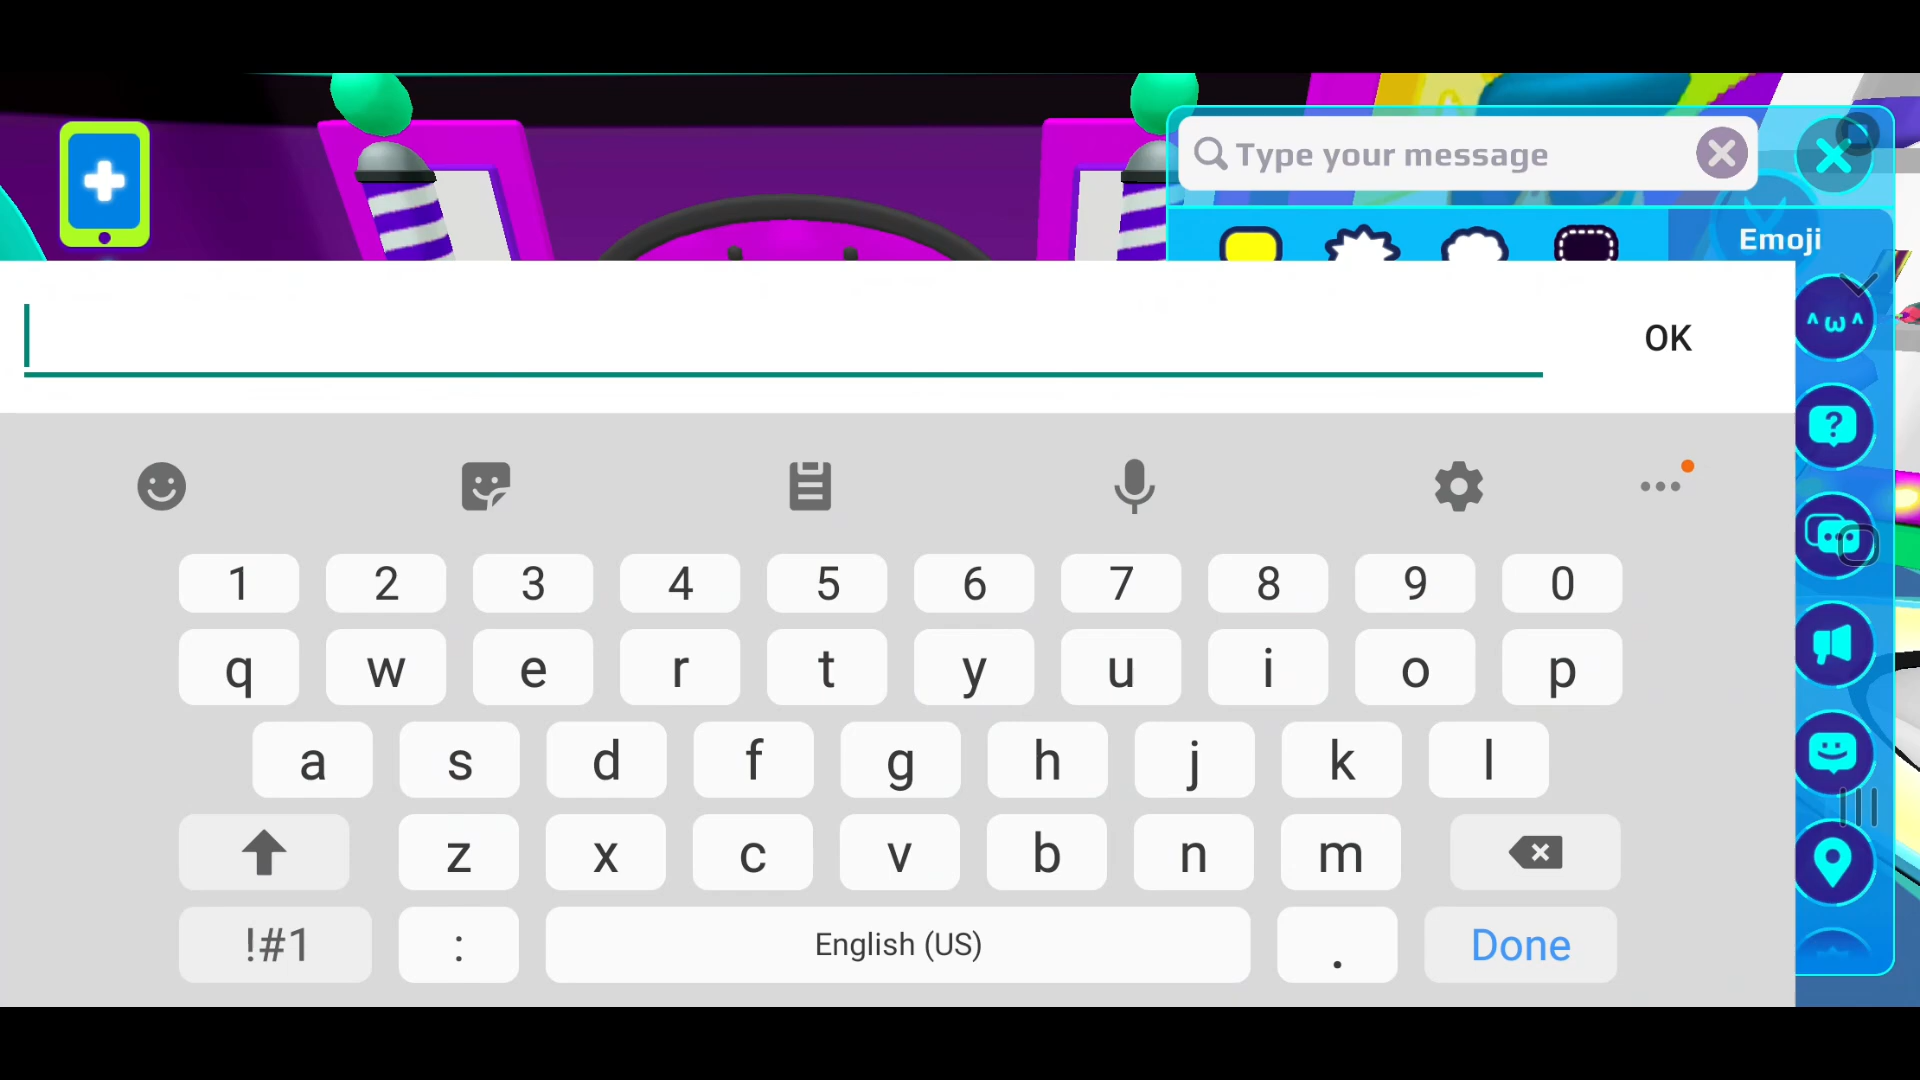 Type your message
Emoji
^ω^
?
OK
1 2 3 4 5 6 7 8 9 0
q w e r t y u i o p
a s d f g h j k l
z x c v b n m
!#1 : English (US) . Done